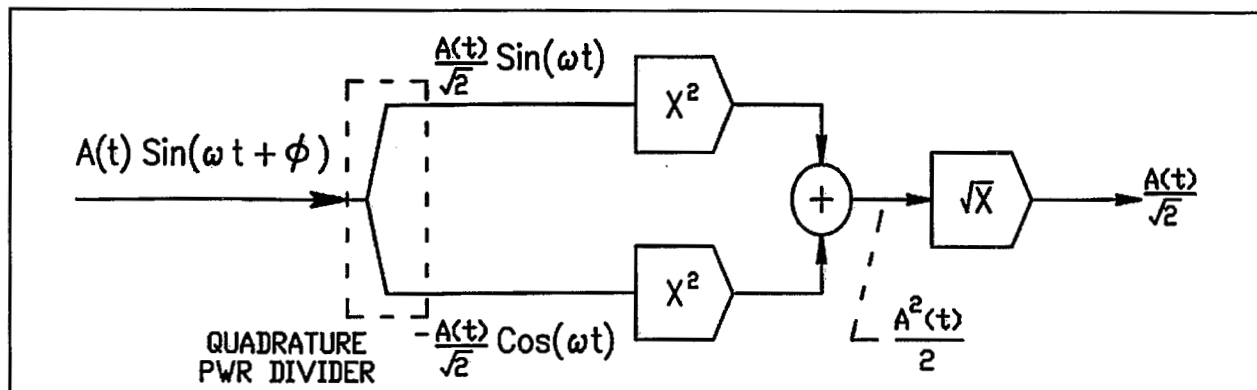 A(t)/√2 Sin(ωt)
X²
A(t) Sin(ωt + ϕ)
+
√X
A(t)/√2
X²
QUADRATURE
PWR DIVIDER
-A(t)/√2 Cos(ωt)
A²(t)/2